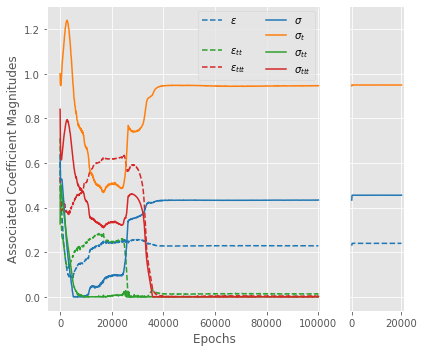 ε
ε_tt
ε_ttt
σ
σ_t
σ_tt
σ_ttt
Associated Coefficient Magnitudes
1.2
1.0
0.8
0.6
0.4
0.2
0.0
0 20000 40000 60000 80000 100000 0 20000
Epochs